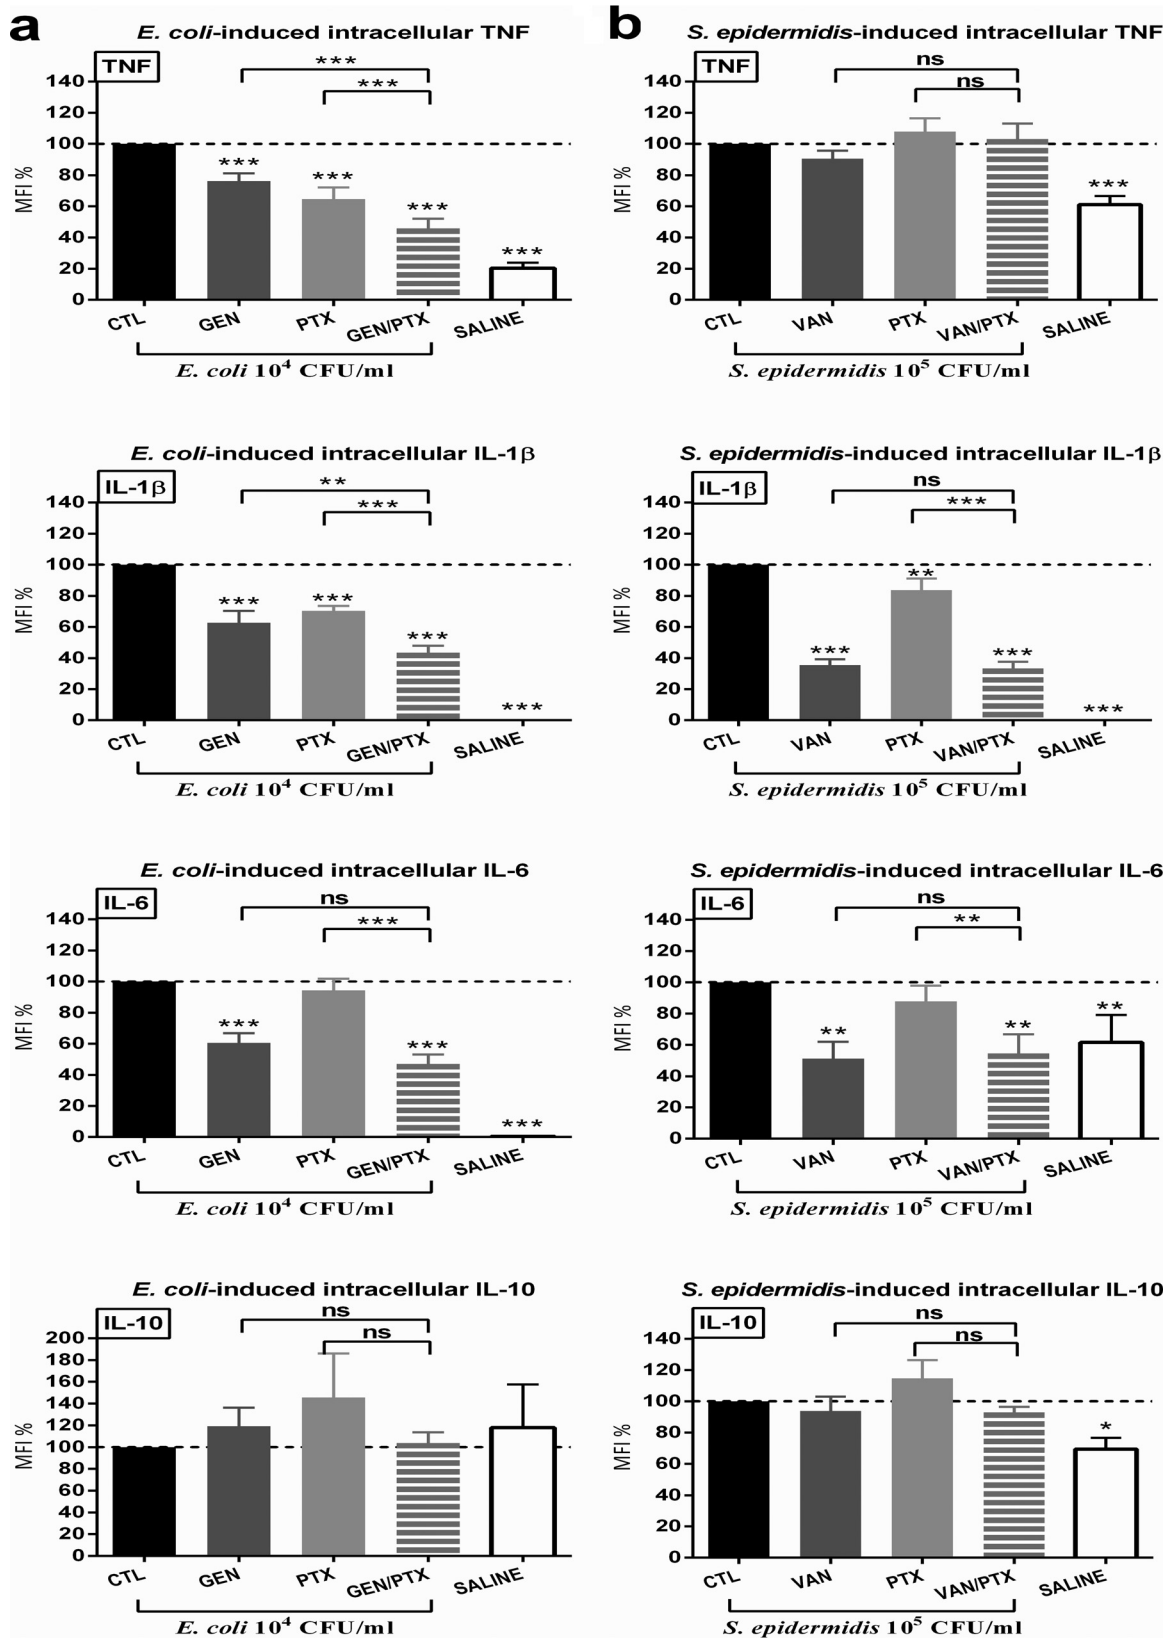 a
E. coli-induced intracellular TNF
TNF
***
***
140
120
100
80
60
40
20
0
MFI %
***
***
***
***
CTL
GEN
PTX
GEN/PTX
SALINE
E. coli 10⁴ CFU/ml
b
S. epidermidis-induced intracellular TNF
TNF
ns
ns
140
120
100
80
60
40
20
0
MFI %
***
CTL
VAN
PTX
VAN/PTX
SALINE
S. epidermidis 10⁵ CFU/ml
E. coli-induced intracellular IL-1β
IL-1β
**
***
140
120
100
80
60
40
20
0
MFI %
***
***
***
***
CTL
GEN
PTX
GEN/PTX
SALINE
E. coli 10⁴ CFU/ml
S. epidermidis-induced intracellular IL-1β
IL-1β
ns
***
140
120
100
80
60
40
20
0
MFI %
***
**
***
***
CTL
VAN
PTX
VAN/PTX
SALINE
S. epidermidis 10⁵ CFU/ml
E. coli-induced intracellular IL-6
IL-6
ns
***
140
120
100
80
60
40
20
0
MFI %
***
***
***
CTL
GEN
PTX
GEN/PTX
SALINE
E. coli 10⁴ CFU/ml
S. epidermidis-induced intracellular IL-6
IL-6
ns
**
140
120
100
80
60
40
20
0
MFI %
**
**
**
CTL
VAN
PTX
VAN/PTX
SALINE
S. epidermidis 10⁵ CFU/ml
E. coli-induced intracellular IL-10
IL-10
ns
ns
200
180
160
140
120
100
80
60
40
20
0
MFI %
CTL
GEN
PTX
GEN/PTX
SALINE
E. coli 10⁴ CFU/ml
S. epidermidis-induced intracellular IL-10
IL-10
ns
ns
140
120
100
80
60
40
20
0
MFI %
*
CTL
VAN
PTX
VAN/PTX
SALINE
S. epidermidis 10⁵ CFU/ml